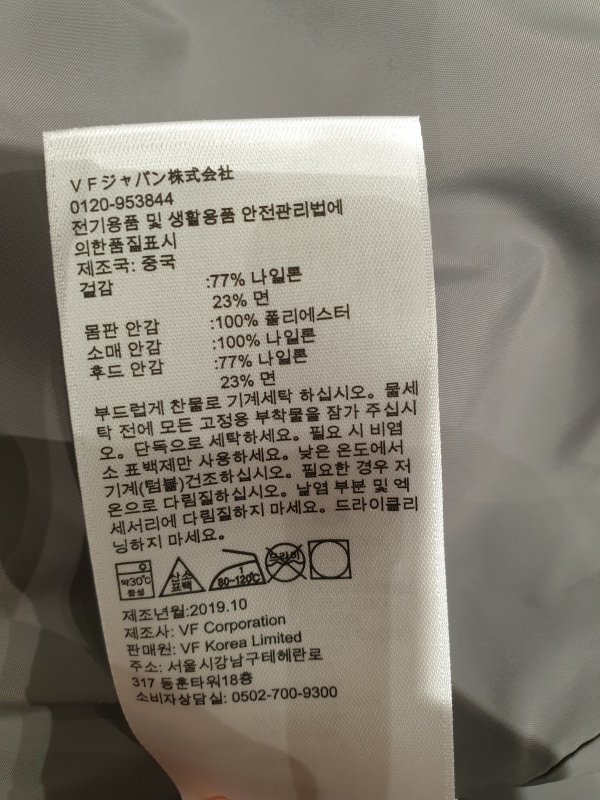 VFジャパン株式会社
0120-953844
전기용품 및 생활용품 안전관리법에
의한품질표시
제조국: 중국
겉감 :77% 나일론
23% 면
몸판 안감 :100% 폴리에스터
소매 안감 :100% 나일론
후드 안감 :77% 나일론
23% 면
부드럽게 찬물로 기계세탁 하십시오。물세
탁 전에 모든 고정용 부착물을 잠가 주십시
오。단독으로 세탁하세요。필요 시 비염
소 표백제만 사용하세요。낮은 온도에서
기계(텀블)건조하십시오。필요한 경우 저
온으로 다림질하십시오。날염 부분 및 액
세서리에 다림질하지 마세요。드라이클리
닝하지 마세요。
약30℃
중성
산소
표백
1
80~120℃
드라이
제조년월:2019.10
제조사: VF Corporation
판매원: VF Korea Limited
주소: 서울시강남구테헤란로
317 동훈타워18층
소비자상담실: 0502-700-9300